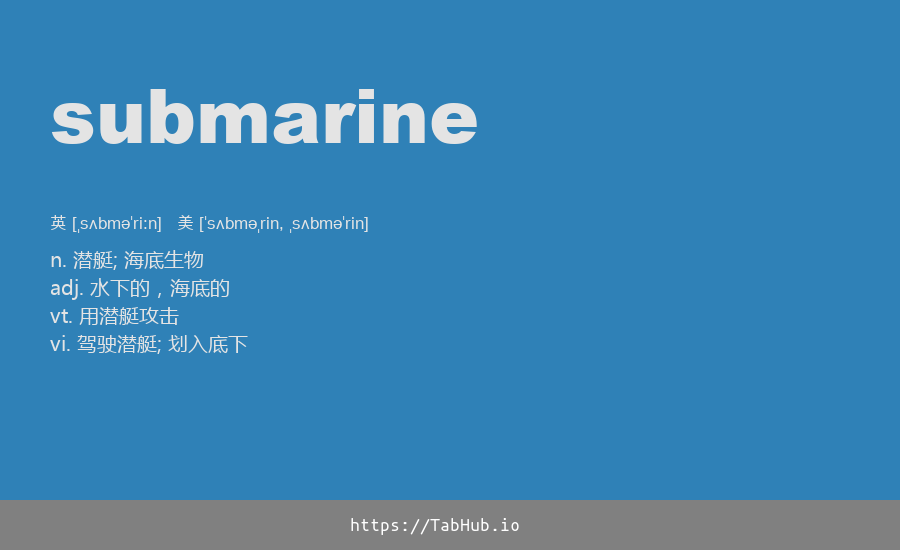 submarine
英 [ˌsʌbməˈriːn] 美 [ˈsʌbməˌrin, ˌsʌbməˈrin]
n. 潜艇; 海底生物
adj. 水下的，海底的
vt. 用潜艇攻击
vi. 驾驶潜艇; 划入底下
https://TabHub.io